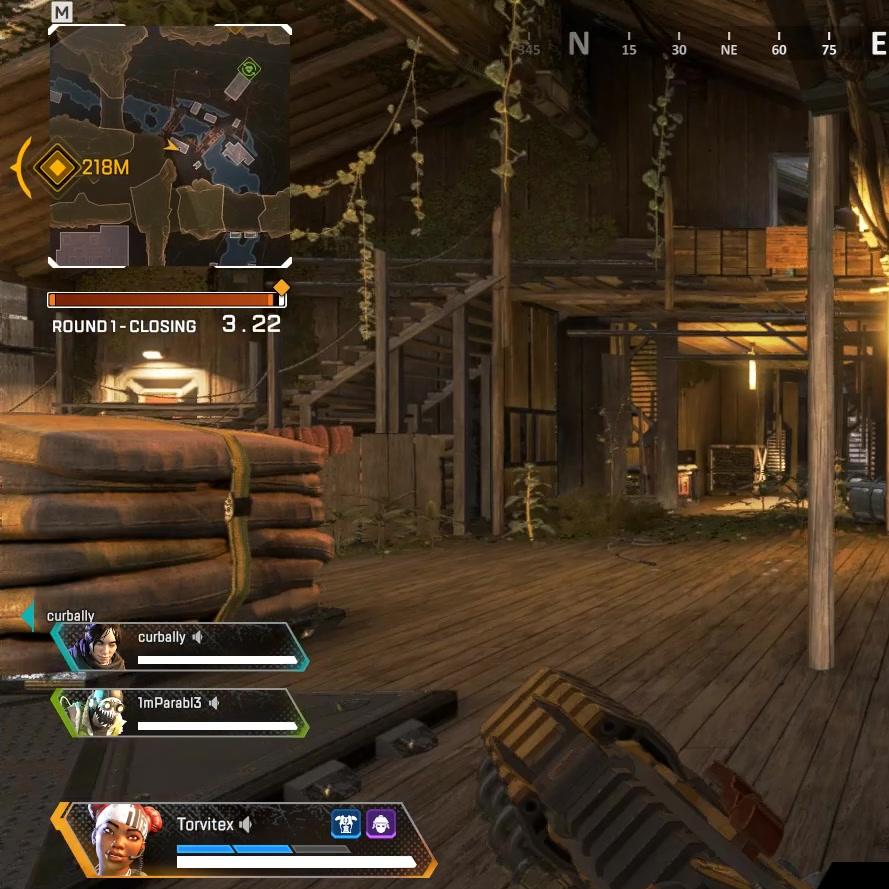 M
345 N 15 30 NE 60 75 E
218M
ROUND 1 - CLOSING 3.22
curbally
curbally
1mParabl3
Torvitex